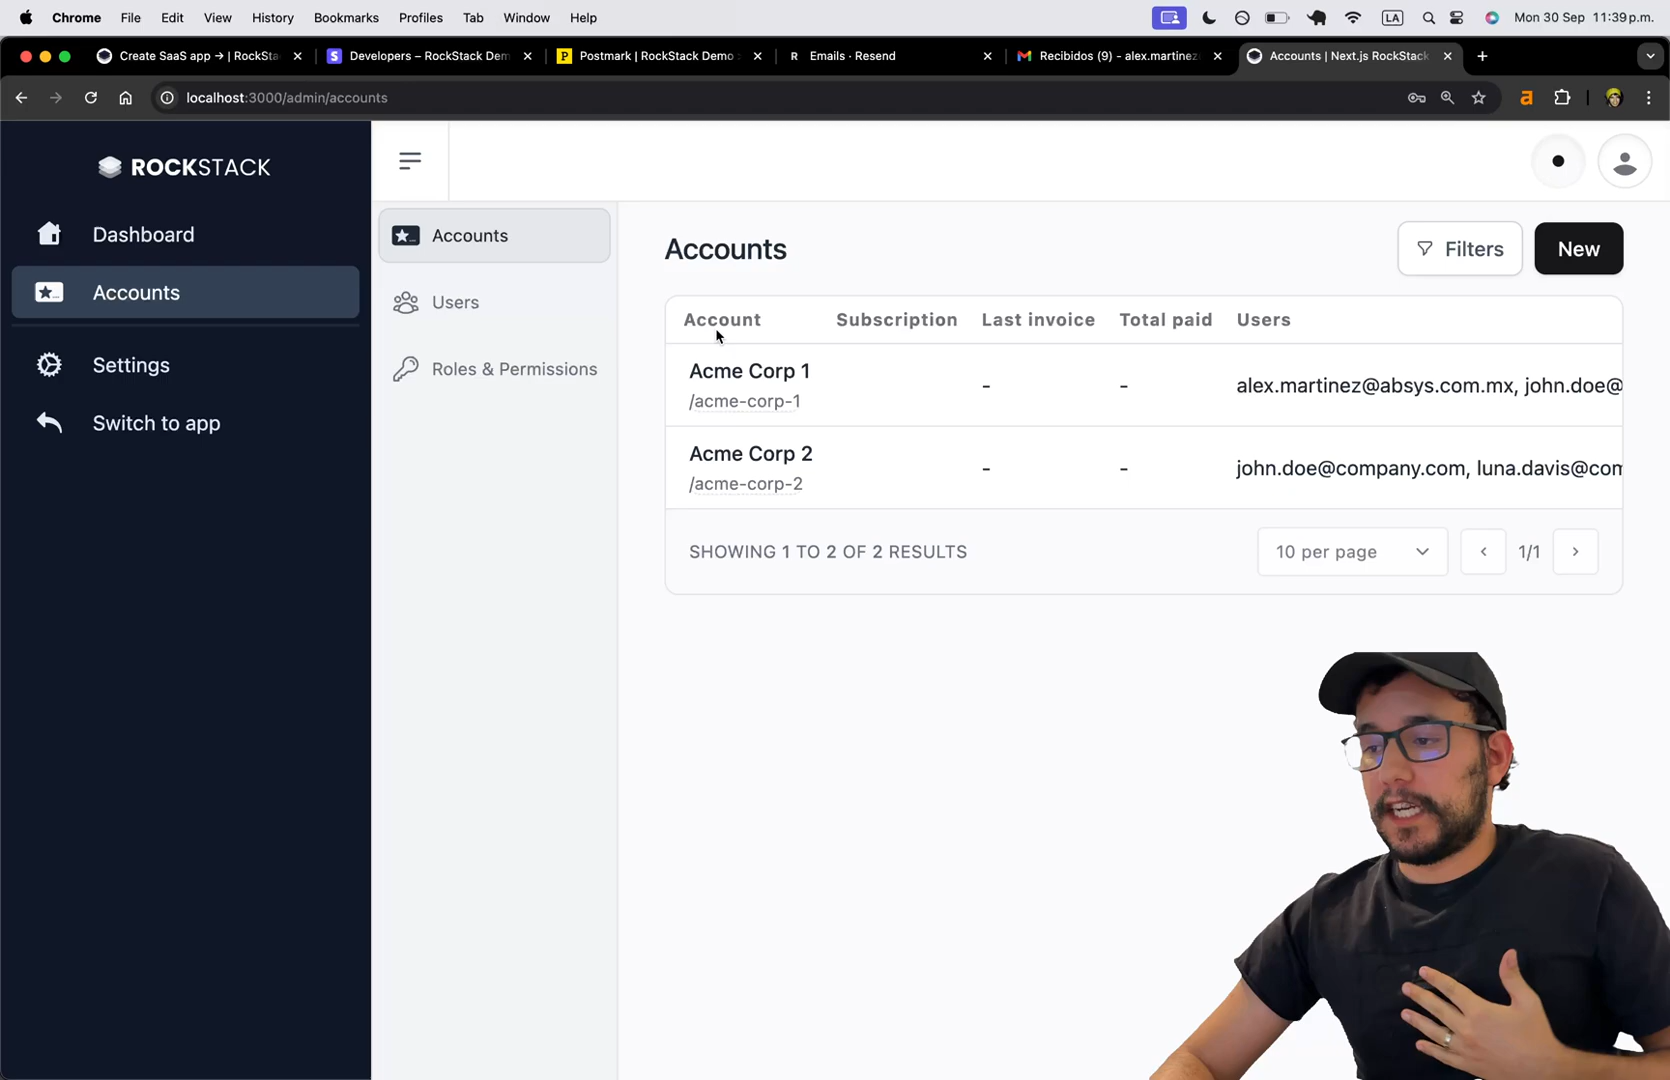 Chrome File Edit View History Bookmarks Profiles Tab Window Help LA Mon 30 Sep 11:39 p.m.
Create SaaS app → | RockSta Developers – RockStack Dem Postmark | RockStack Demo Emails · Resend Recibidos (9) - alex.martinez Accounts | Next.js RockStack
localhost:3000/admin/accounts
ROCKSTACK
Dashboard
Accounts
Settings
Switch to app
Accounts
Users
Roles & Permissions
Accounts
Filters
New
Account Subscription Last invoice Total paid Users
Acme Corp 1
/acme-corp-1
- - alex.martinez@absys.com.mx, john.doe@
Acme Corp 2
/acme-corp-2
- - john.doe@company.com, luna.davis@com
SHOWING 1 TO 2 OF 2 RESULTS
10 per page
1/1